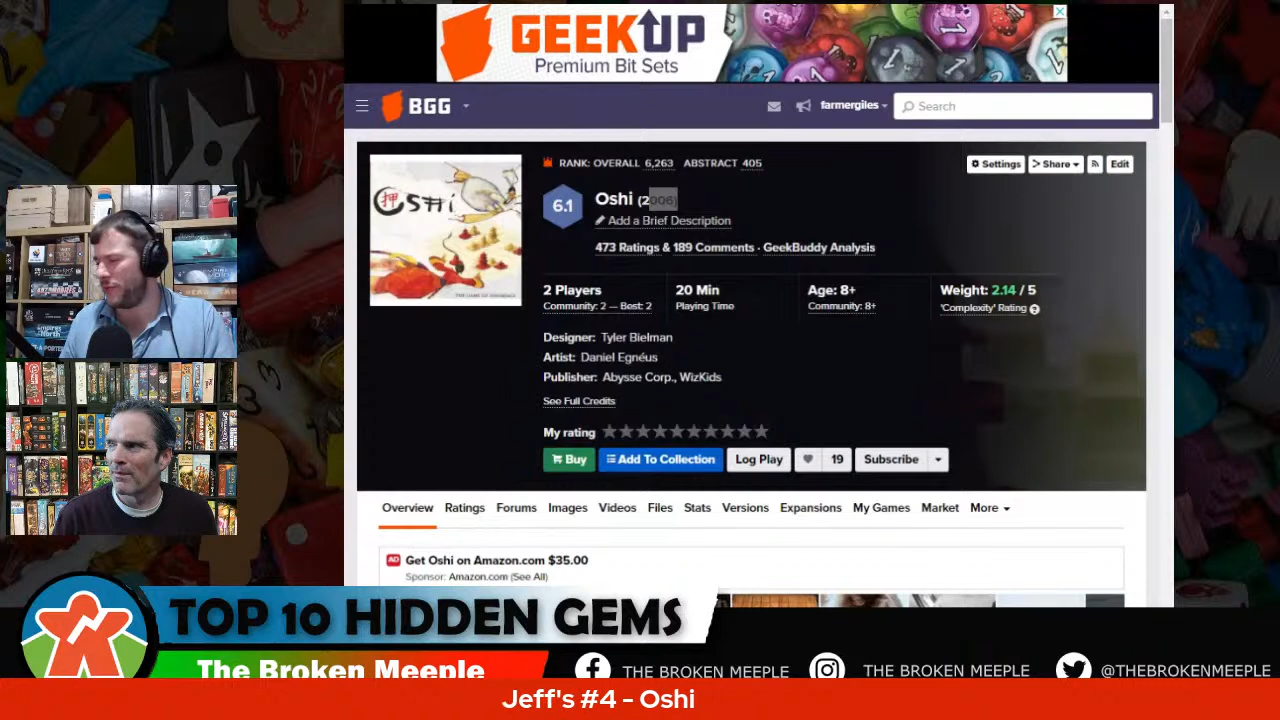 GEEKUP
Premium Bit Sets
BGG
farmergiles
Search
RANK: OVERALL 6,263 ABSTRACT 405
Settings
Share
Edit
押
OSHI
6.1
Oshi (2006)
Add a Brief Description
473 Ratings & 189 Comments · GeekBuddy Analysis
2 Players
Community: 2 — Best: 2
20 Min
Playing Time
Age: 8+
Community: 8+
Weight: 2.14 / 5
'Complexity' Rating
Designer: Tyler Bielman
Artist: Daniel Egnéus
Publisher: Abysse Corp., WizKids
See Full Credits
My rating
Buy
Add To Collection
Log Play
19
Subscribe
Overview Ratings Forums Images Videos Files Stats Versions Expansions My Games Market More
AD Get Oshi on Amazon.com $35.00
Sponsor: Amazon.com (See All)
TOP 10 HIDDEN GEMS
The Broken Meeple
THE BROKEN MEEPLE
THE BROKEN MEEPLE
@THEBROKENMEEPLE
Jeff's #4 - Oshi